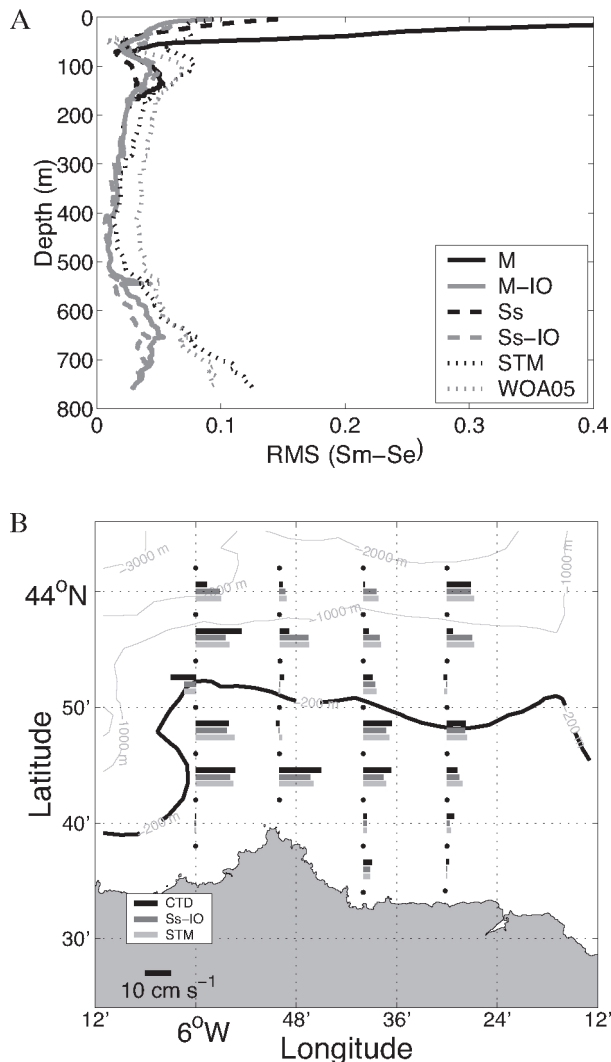 A
0
100
200
300
400
500
600
700
800
Depth (m)
0
0.1
0.2
0.3
0.4
RMS (Sm−Se)
M
M−IO
Ss
Ss−IO
STM
WOA05
B
−3000 m
−2000 m
−1000 m
−1000 m
−1000 m
−200 m
−200 m
−200 m
44°N
50'
40'
30'
Latitude
CTD
Ss−IO
STM
10 cm s⁻¹
12'
6°W
48'
36'
24'
12'
Longitude